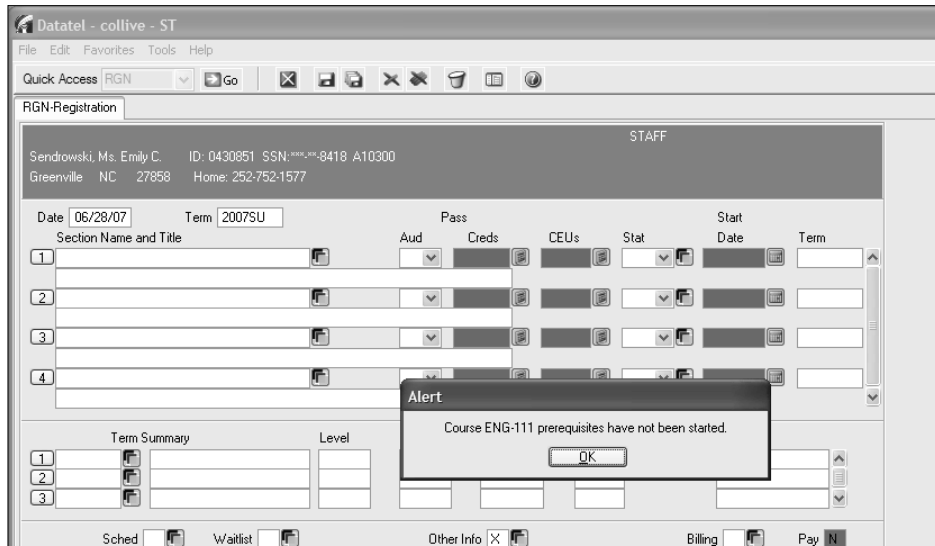 Datatel - collive - ST
File Edit Favorites Tools Help
Quick Access RGN Go
RGN-Registration
STAFF
Sendrowski, Ms. Emily C. ID: 0430851 SSN:***-**-8418 A10300
Greenville NC 27858 Home: 252-752-1577
Date 06/28/07 Term 2007SU Pass Start
Section Name and Title Aud Creds CEUs Stat Date Term
1
2
3
4
Alert
Course ENG-111 prerequisites have not been started.
OK
Term Summary Level
1
2
3
Sched Waitlist Other Info X Billing Pay N